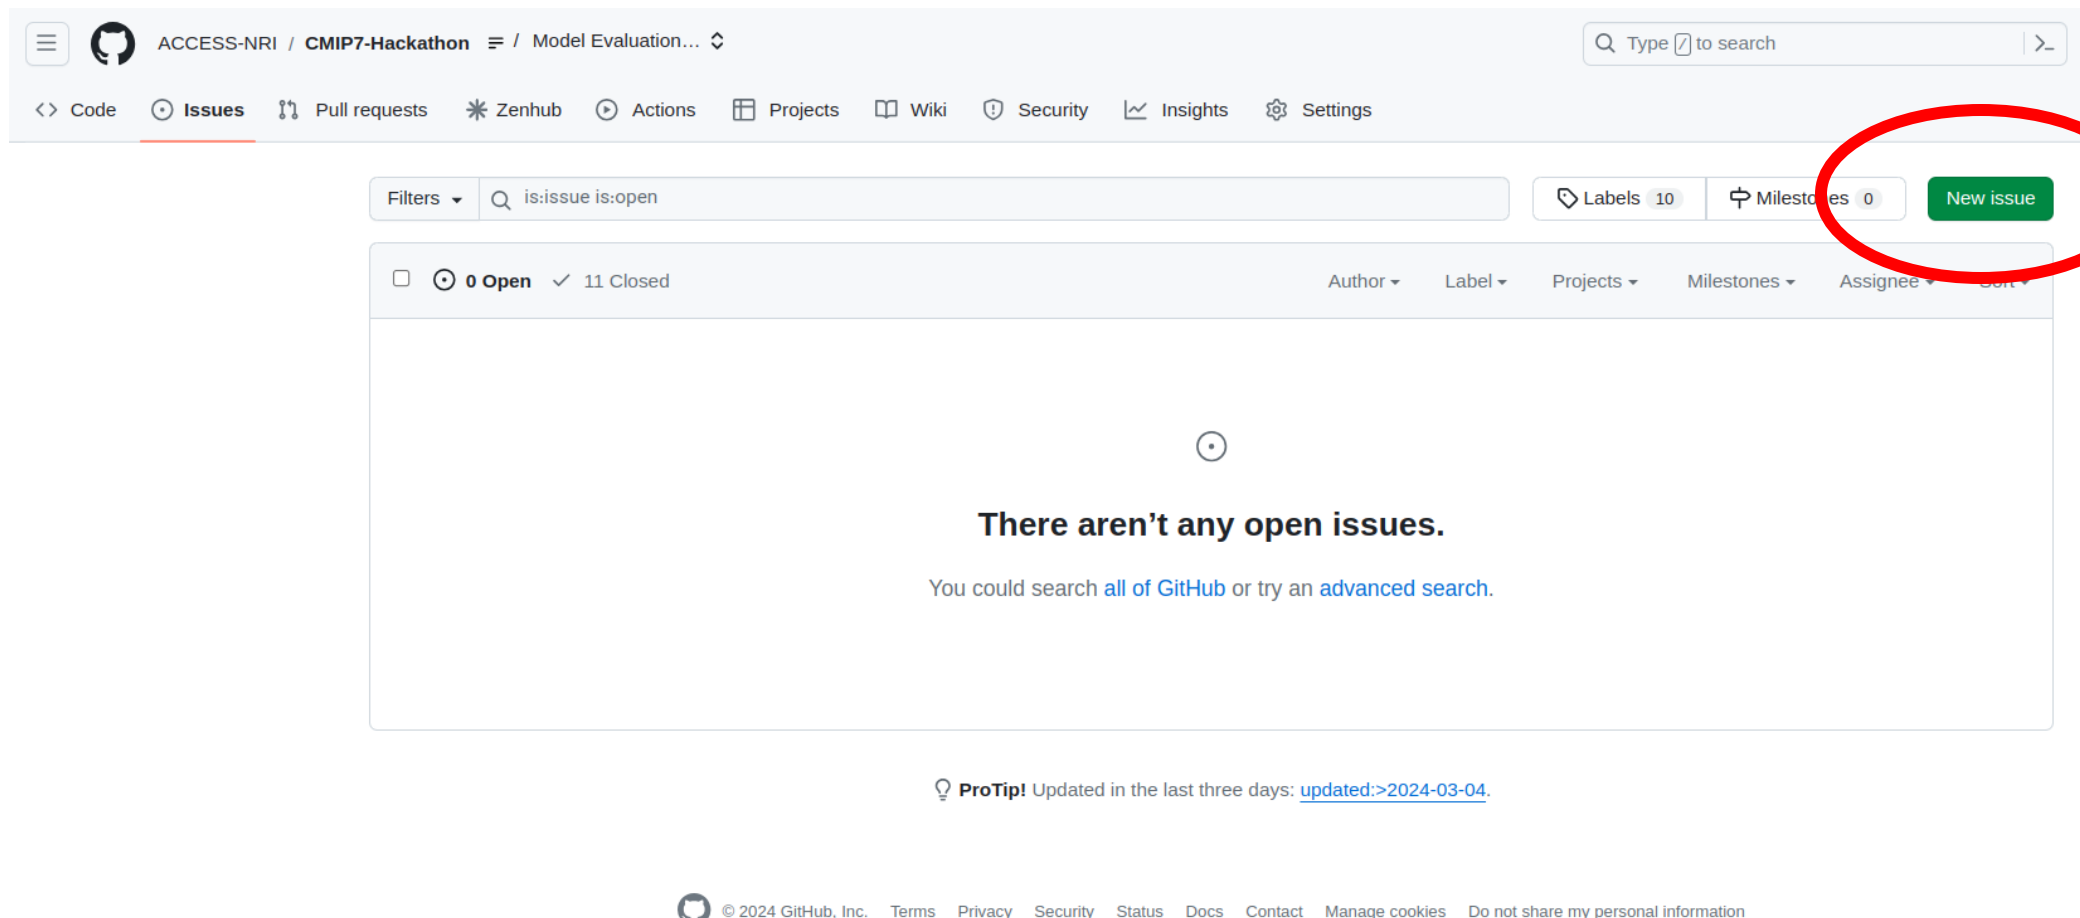 ACCESS-NRI / CMIP7-Hackathon / Model Evaluation…
Type / to search
Code Issues Pull requests Zenhub Actions Projects Wiki Security Insights Settings
Filters is:issue is:open Labels 10 Milestones 0 New issue
0 Open 11 Closed Author Label Projects Milestones Assignee Sort
There aren’t any open issues.
You could search all of GitHub or try an advanced search.
ProTip! Updated in the last three days: updated:>2024-03-04.
© 2024 GitHub, Inc. Terms Privacy Security Status Docs Contact Manage cookies Do not share my personal information